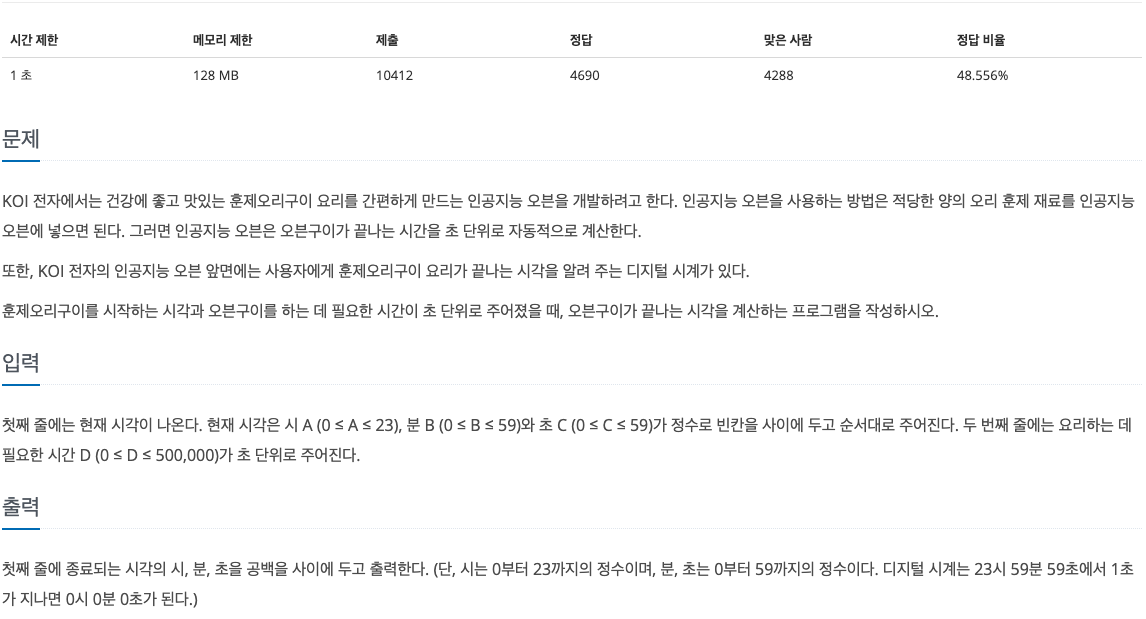 시간 제한 메모리 제한 제출 정답 맞은 사람 정답 비율
1 초 128 MB 10412 4690 4288 48.556%
문제
KOI 전자에서는 건강에 좋고 맛있는 훈제오리구이 요리를 간편하게 만드는 인공지능 오븐을 개발하려고 한다. 인공지능 오븐을 사용하는 방법은 적당한 양의 오리 훈제 재료를 인공지능
오븐에 넣으면 된다. 그러면 인공지능 오븐은 오븐구이가 끝나는 시간을 초 단위로 자동적으로 계산한다.
또한, KOI 전자의 인공지능 오븐 앞면에는 사용자에게 훈제오리구이 요리가 끝나는 시각을 알려 주는 디지털 시계가 있다.
훈제오리구이를 시작하는 시각과 오븐구이를 하는 데 필요한 시간이 초 단위로 주어졌을 때, 오븐구이가 끝나는 시각을 계산하는 프로그램을 작성하시오.
입력
첫째 줄에는 현재 시각이 나온다. 현재 시각은 시 A (0 ≤ A ≤ 23), 분 B (0 ≤ B ≤ 59)와 초 C (0 ≤ C ≤ 59)가 정수로 빈칸을 사이에 두고 순서대로 주어진다. 두 번째 줄에는 요리하는 데
필요한 시간 D (0 ≤ D ≤ 500,000)가 초 단위로 주어진다.
출력
첫째 줄에 종료되는 시각의 시, 분, 초을 공백을 사이에 두고 출력한다. (단, 시는 0부터 23까지의 정수이며, 분, 초는 0부터 59까지의 정수이다. 디지털 시계는 23시 59분 59초에서 1초
가 지나면 0시 0분 0초가 된다.)